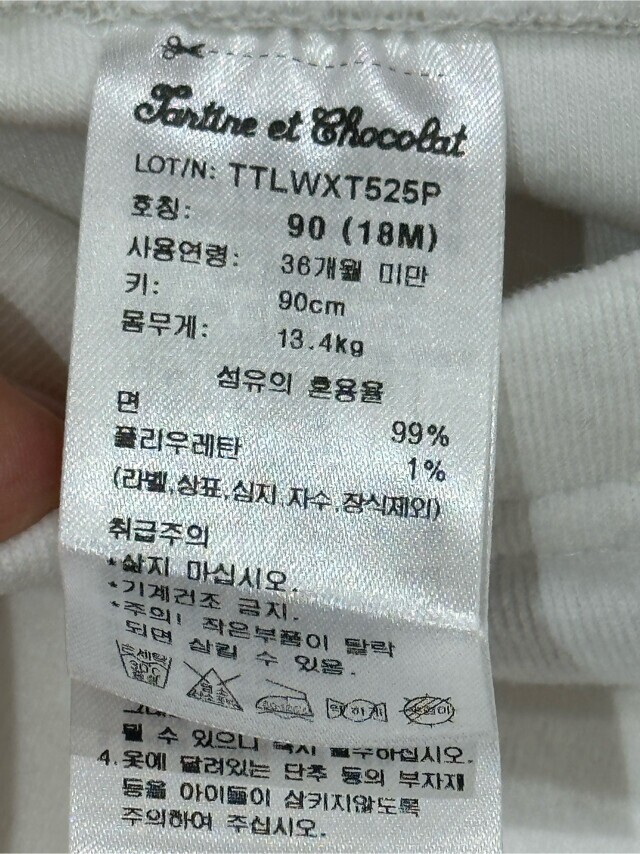 Tartine et Chocolat
LOT/N: TTLWXT525P
호칭: 90 (18M)
사용연령: 36개월 미만
키: 90cm
몸무게: 13.4kg
섬유의 혼용율
면 99%
폴리우레탄 1%
(라벨,상표,심지,자수,장식제외)
취급주의
*삶지 마십시오.
*기계건조 금지.
*주의! 작은부품이 탈락
되면 삼킬 수 있음.
30℃
될 수 있으니
4.옷에 달려있는 단추 등의 부자재
등을 아이들이 삼키지않도록
주의하여 주십시오.